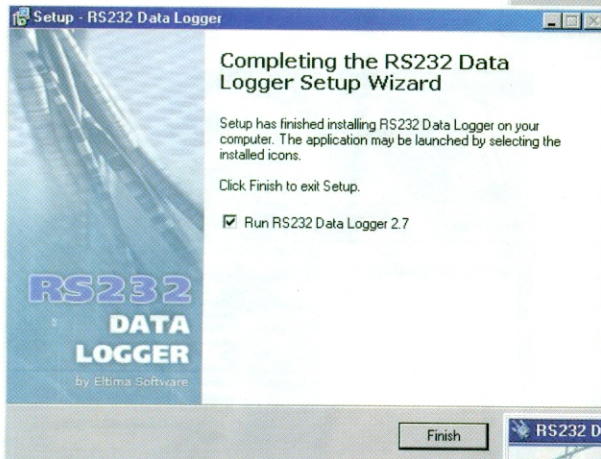 Setup - RS232 Data Logger
Completing the RS232 Data
Logger Setup Wizard
Setup has finished installing RS232 Data Logger on your
computer. The application may be launched by selecting the
installed icons.
Click Finish to exit Setup.
Run RS232 Data Logger 2.7
RS232
DATA
LOGGER
by Eltima Software
Finish
RS232 D